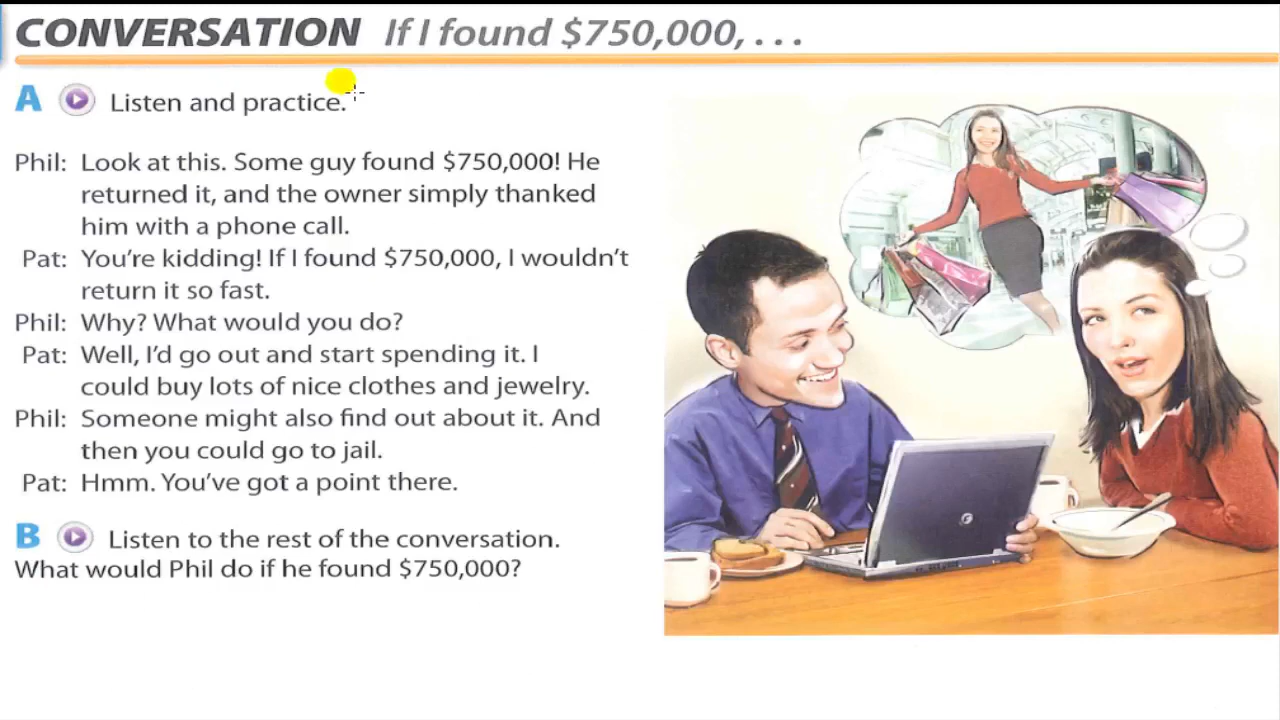 CONVERSATION If I found $750,000, . . .
A Listen and practice.
Phil: Look at this. Some guy found $750,000! He
returned it, and the owner simply thanked
him with a phone call.
Pat: You're kidding! If I found $750,000, I wouldn't
return it so fast.
Phil: Why? What would you do?
Pat: Well, I'd go out and start spending it. I
could buy lots of nice clothes and jewelry.
Phil: Someone might also find out about it. And
then you could go to jail.
Pat: Hmm. You've got a point there.
B Listen to the rest of the conversation.
What would Phil do if he found $750,000?